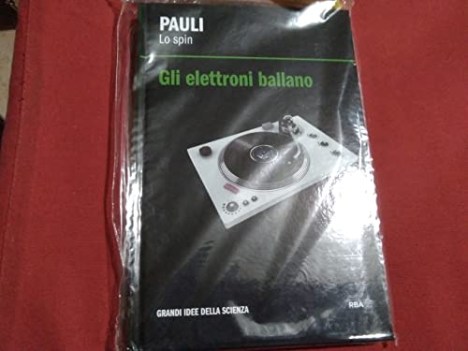 PAULI
Lo spin
Gli elettroni ballano
GRANDI IDEE DELLA SCIENZA
RBA